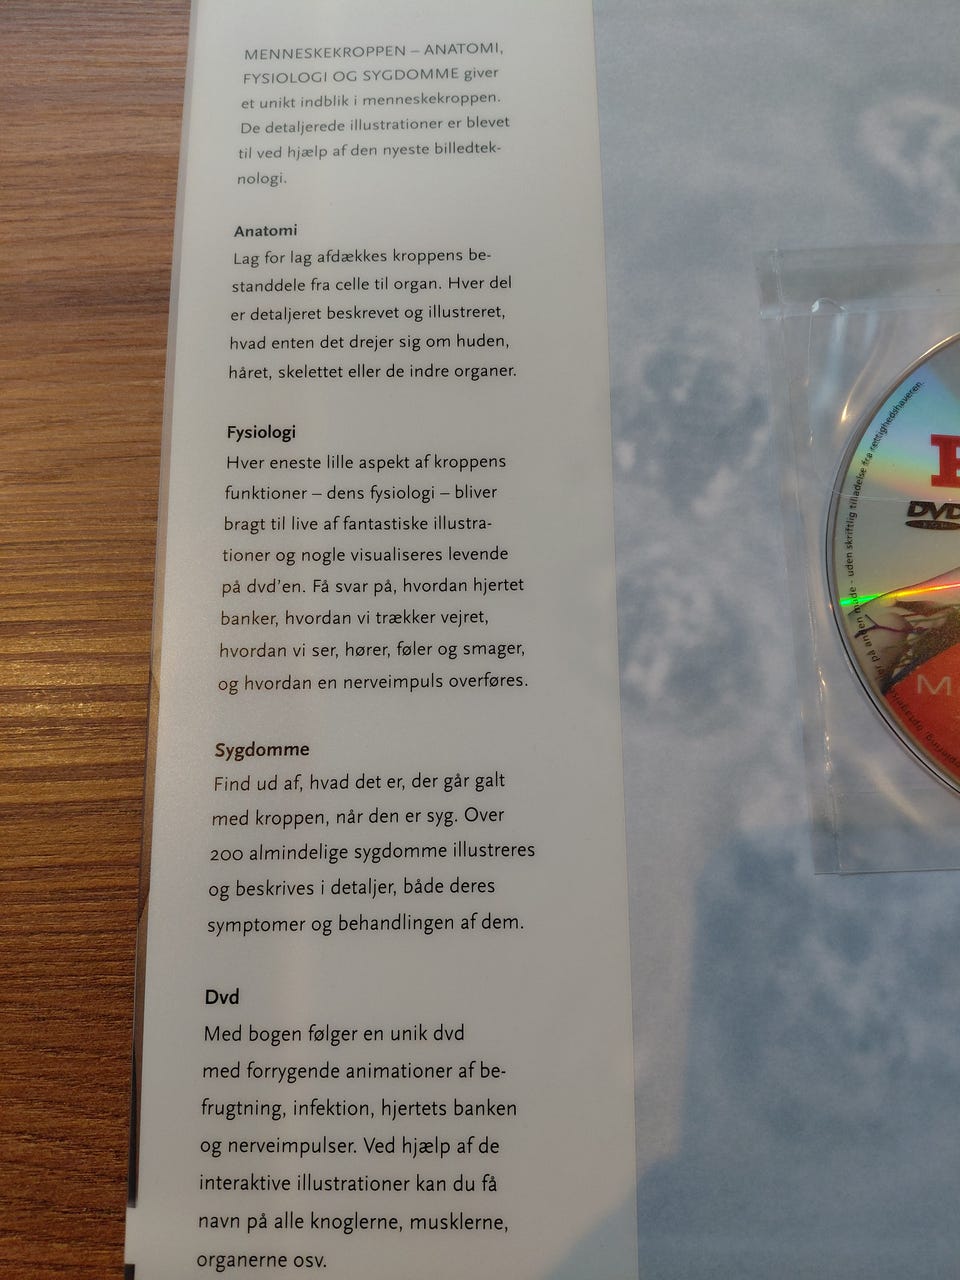 MENNESKEKROPPEN – ANATOMI,
FYSIOLOGI OG SYGDOMME giver
et unikt indblik i menneskekroppen.
De detaljerede illustrationer er blevet
til ved hjælp af den nyeste billedtek-
nologi.
Anatomi
Lag for lag afdækkes kroppens be-
standdele fra celle til organ. Hver del
er detaljeret beskrevet og illustreret,
hvad enten det drejer sig om huden,
håret, skelettet eller de indre organer.
Fysiologi
Hver eneste lille aspekt af kroppens
funktioner – dens fysiologi – bliver
bragt til live af fantastiske illustra-
tioner og nogle visualiseres levende
på dvd'en. Få svar på, hvordan hjertet
banker, hvordan vi trækker vejret,
hvordan vi ser, hører, føler og smager,
og hvordan en nerveimpuls overføres.
Sygdomme
Find ud af, hvad det er, der går galt
med kroppen, når den er syg. Over
200 almindelige sygdomme illustreres
og beskrives i detaljer, både deres
symptomer og behandlingen af dem.
Dvd
Med bogen følger en unik dvd
med forrygende animationer af be-
frugtning, infektion, hjertets banken
og nerveimpulser. Ved hjælp af de
interaktive illustrationer kan du få
navn på alle knoglerne, musklerne,
organerne osv.
DVD
på anden måde - uden skriftlig tilladelse fra rettighedshaveren.